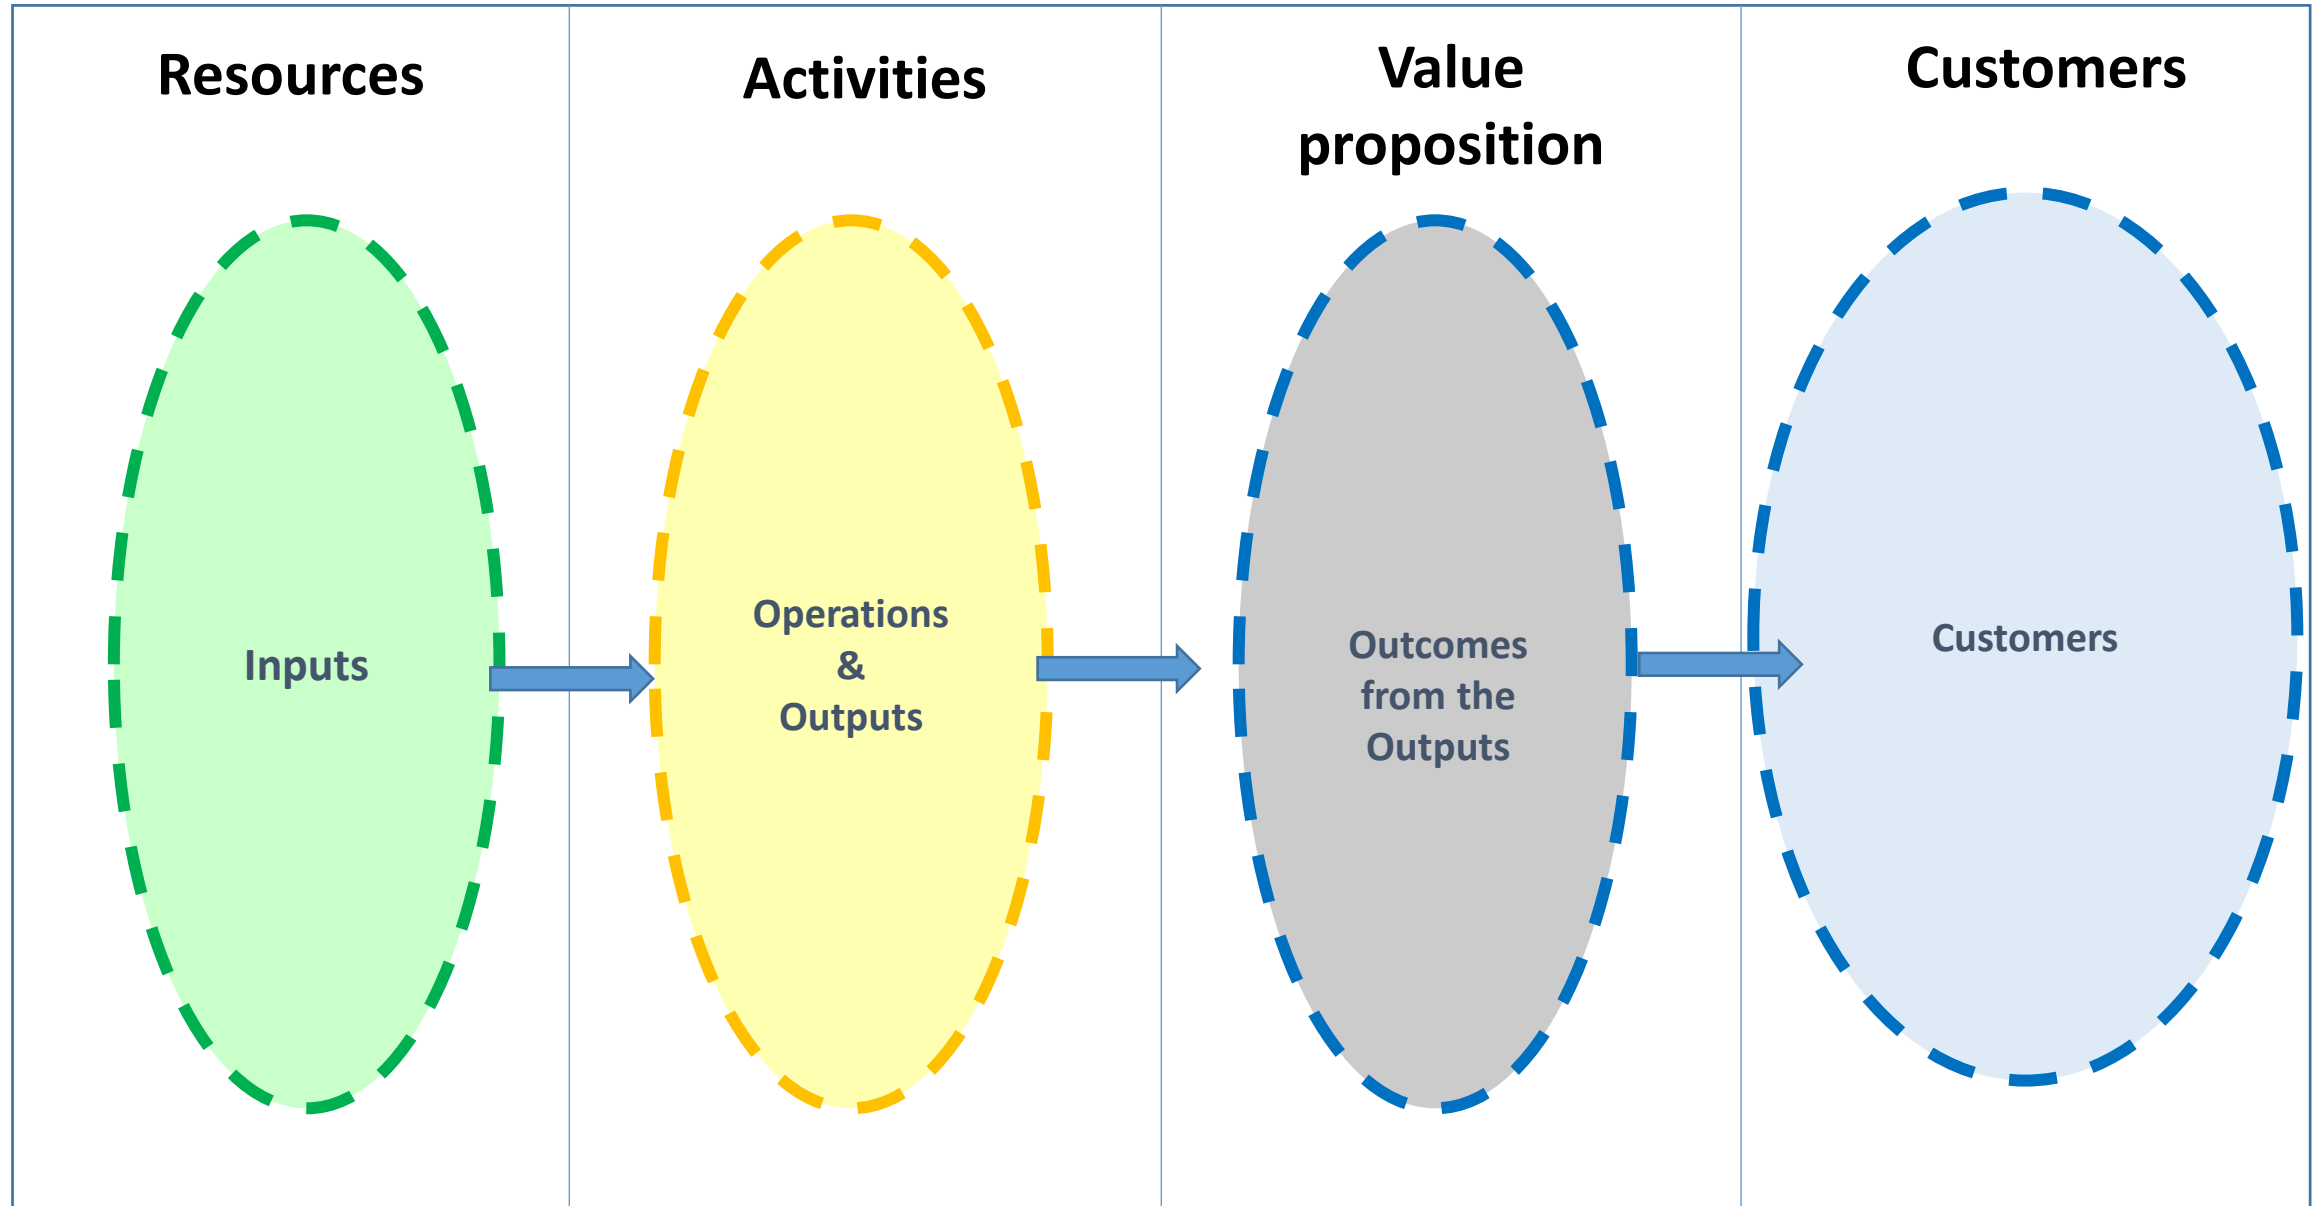 Resources
Activities
Value
proposition
Customers
Inputs
Operations
&
Outputs
Outcomes
from the
Outputs
Customers